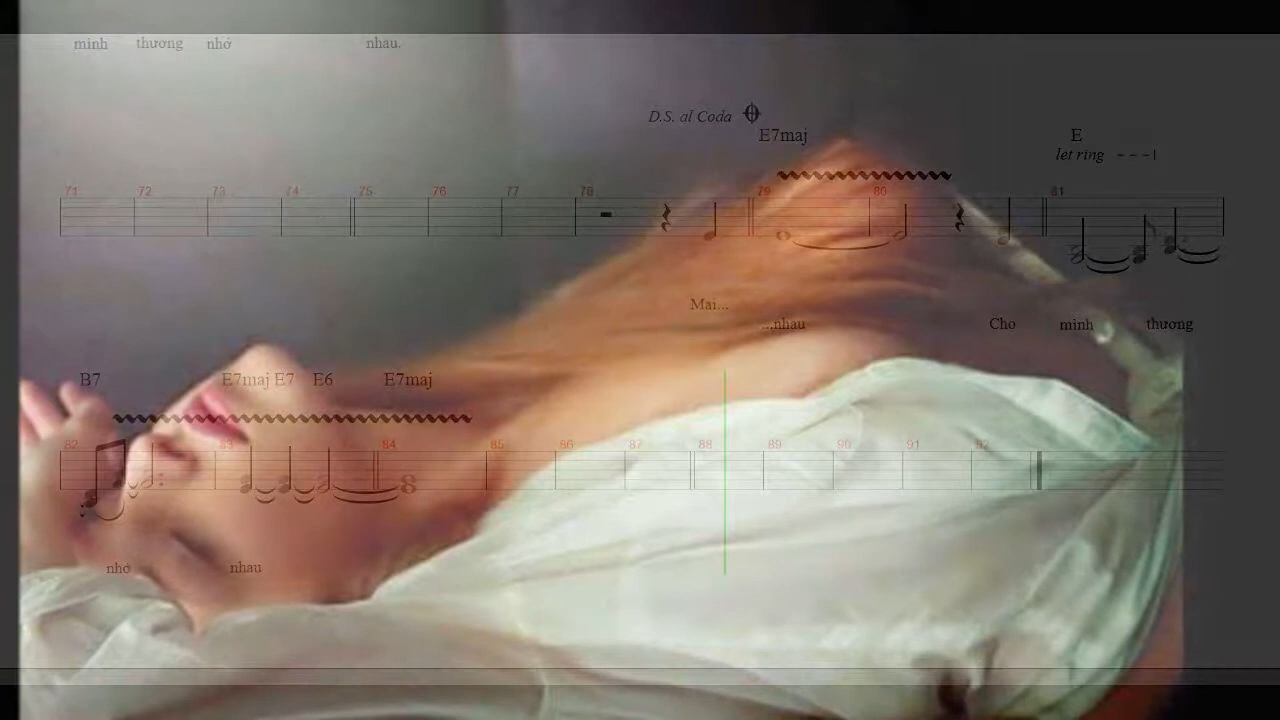 minh thương nhớ nhau.
D.S. al Coda
E7maj E
let ring
71 72 73 74 75 76 77 78 79 80 81
Mai...
...nhau Cho minh thương
B7 E7maj E7 E6 E7maj
82 83 84 85 86 87 88 89 90 91 92
nhớ nhau